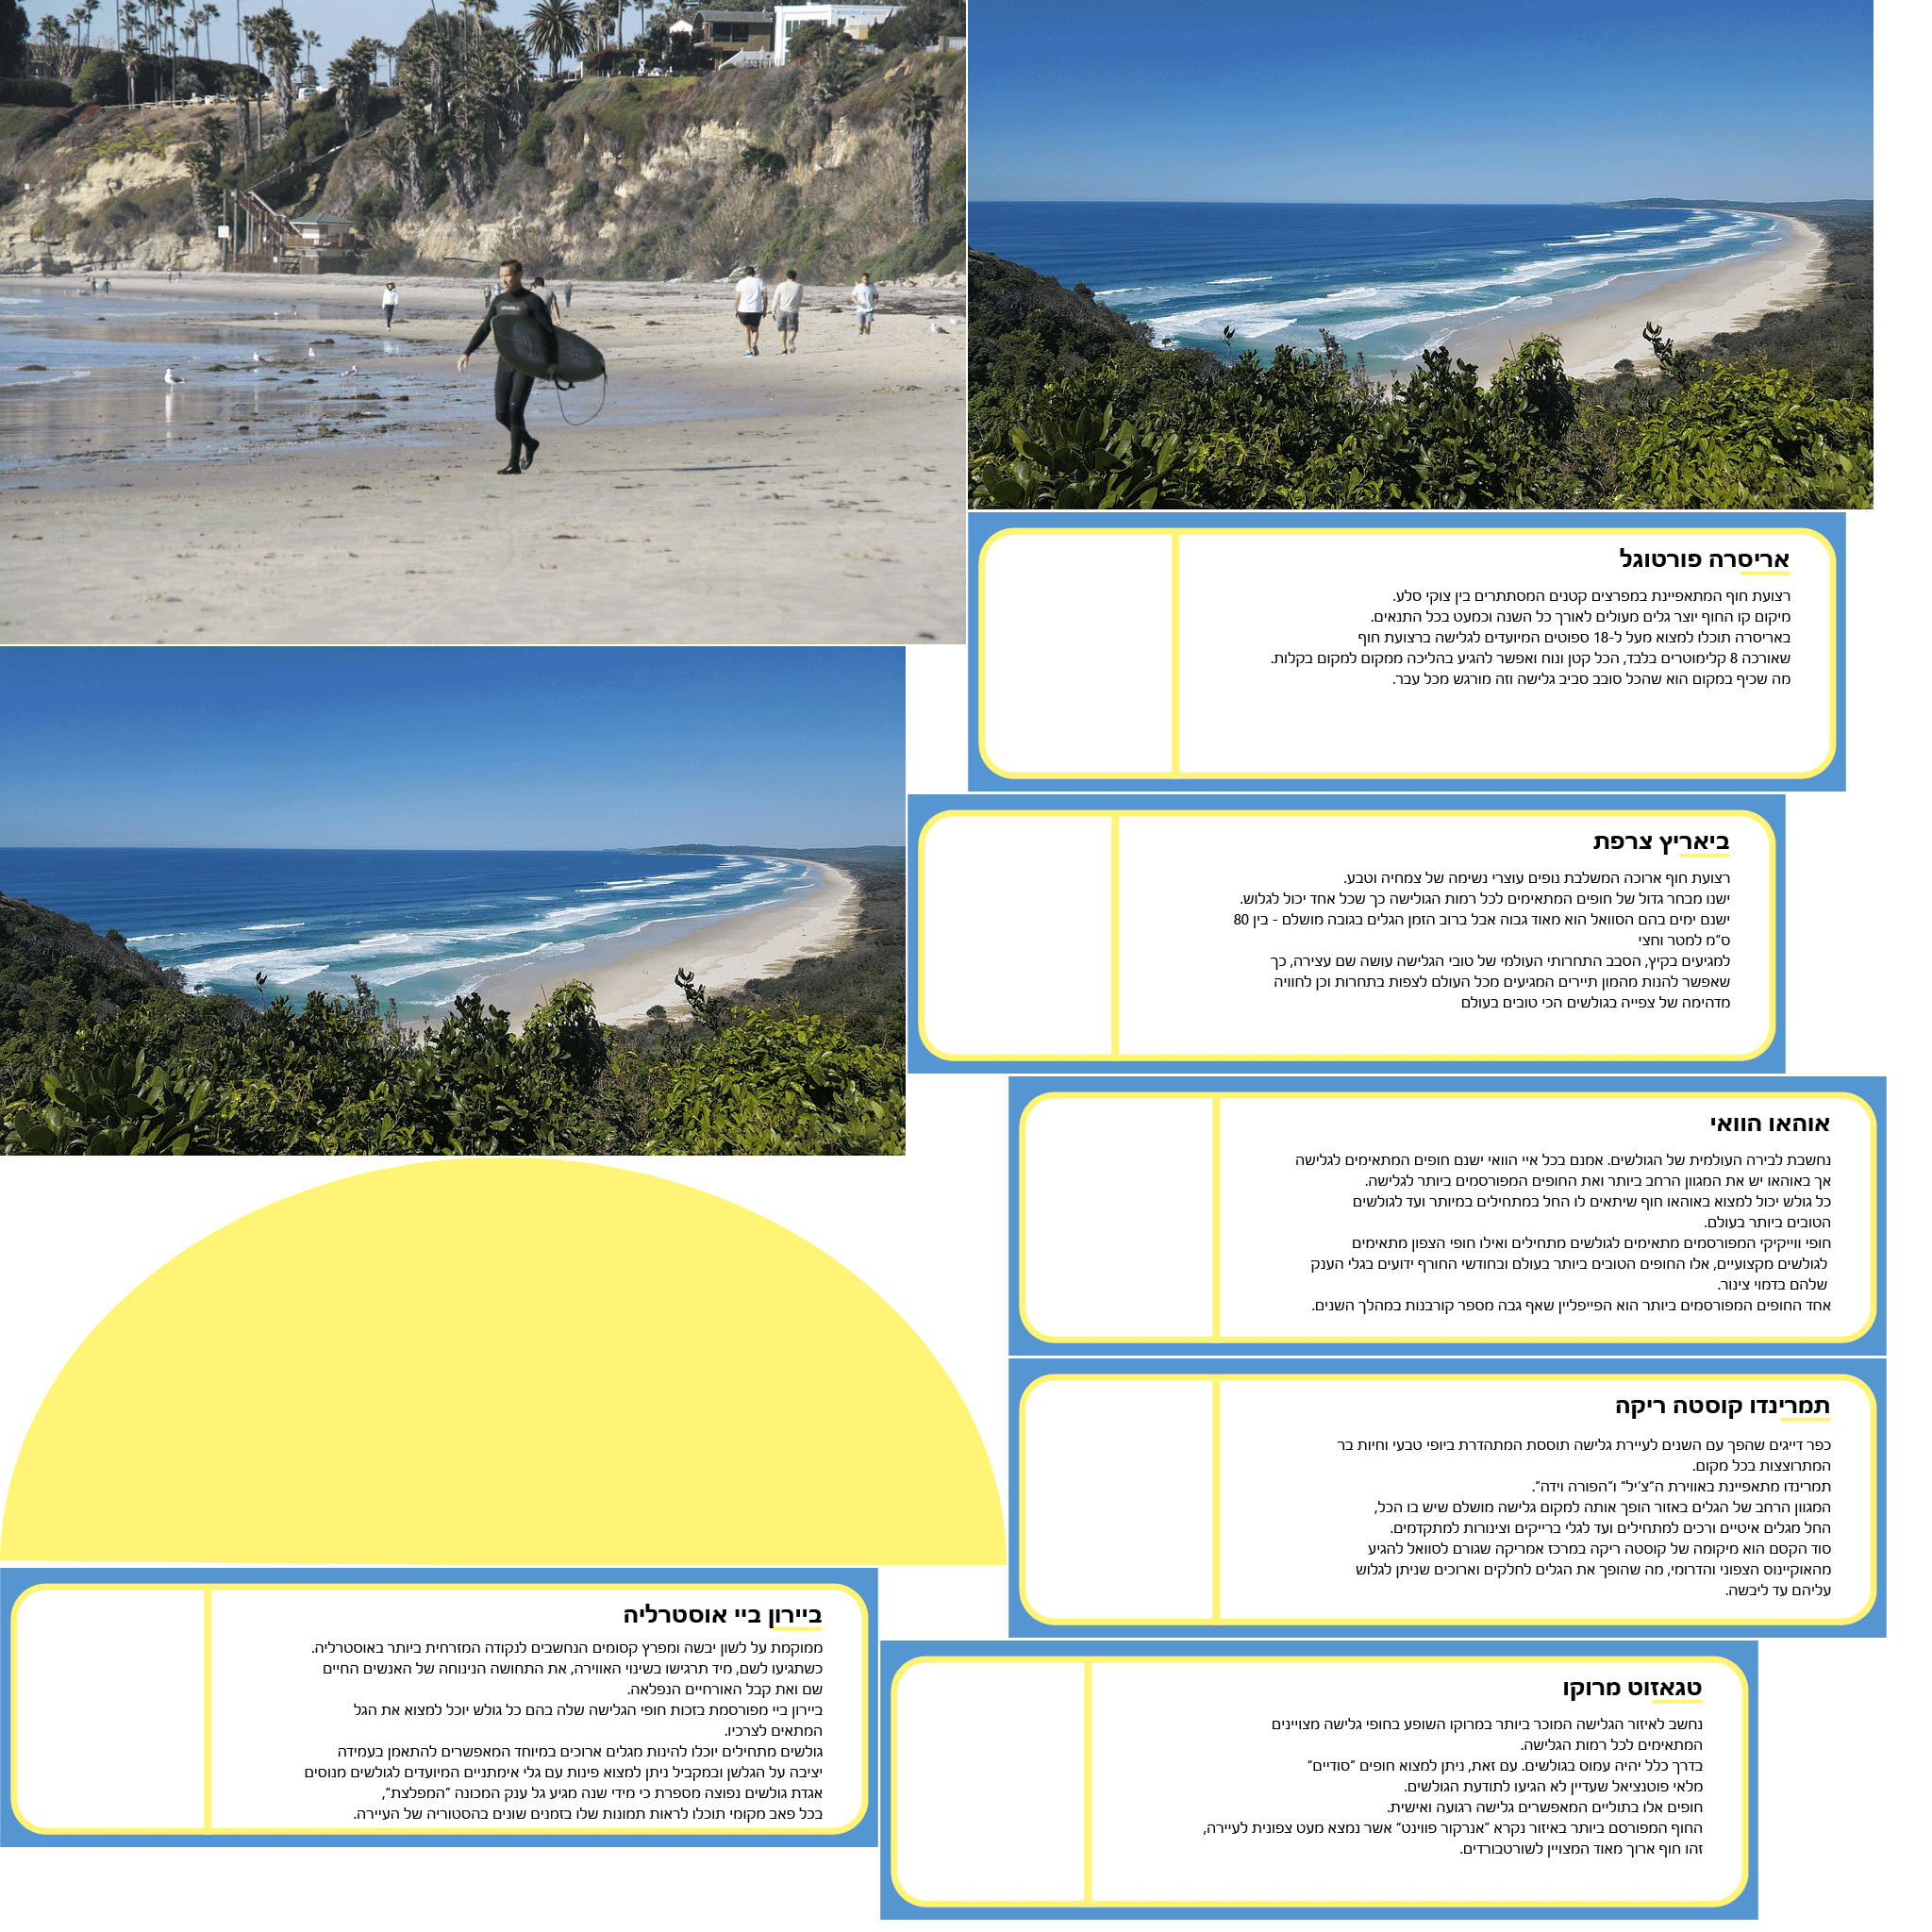 אריסרה פורטוגל
רצועת חוף המתאפיינת במפרצים קטנים המסתתרים בין צוקי סלע.
מיקום קו החוף יוצר גלים מעולים לאורך כל השנה וכמעט בכל התנאים.
באריסרה תוכלו למצוא מעל ל-18 ספוטים המיועדים לגלישה ברצועת חוף
שאורכה 8 קלימוטרים בלבד, הכל קטן ונוח ואפשר להגיע בהליכה ממקום למקום בקלות.
מה שכיף במקום הוא שהכל סובב סביב גלישה וזה מורגש מכל עבר.
ביאריץ צרפת
רצועת חוף ארוכה המשלבת נופים עוצרי נשימה של צמחיה וטבע.
ישנו מבחר גדול של חופים המתאימים לכל רמות הגולישה כך שכל אחד יכול לגלוש.
ישנם ימים בהם הסוואל הוא מאוד גבוה אבל ברוב הזמן הגלים בגובה מושלם - בין 80
ס"מ למטר וחצי
למגיעים בקיץ, הסבב התחרותי העולמי של טובי הגלישה עושה שם עצירה, כך
שאפשר להנות מהמון תיירים המגיעים מכל העולם לצפות בתחרות וכן לחוויה
מדהימה של צפייה בגולשים הכי טובים בעולם
אוהאו הוואי
נחשבת לבירה העולמית של הגולשים. אמנם בכל איי הוואי ישנם חופים המתאימים לגלישה
אך באוהאו יש את המגוון הרחב ביותר ואת החופים המפורסמים ביותר לגלישה.
כל גולש יכול למצוא באוהאו חוף שיתאים לו החל במתחילים במיותר ועד לגולשים
הטובים ביותר בעולם.
חופי ווייקיקי המפורסמים מתאימים לגולשים מתחילים ואילו חופי הצפון מתאימים
לגולשים מקצועיים, אלו החופים הטובים ביותר בעולם ובחודשי החורף ידועים בגלי הענק
שלהם בדמוי צינור.
אחד החופים המפורסמים ביותר הוא הפייפליין שאף גבה מספר קורבנות במהלך השנים.
תמרינדו קוסטה ריקה
כפר דייגים שהפך עם השנים לעיירת גלישה תוססת המתהדרת ביופי טבעי וחיות בר
המתרוצצות בכל מקום.
תמרינדו מתאפיינת באווירת ה"צ'יל" ו"הפורה וידה".
המגוון הרחב של הגלים באזור הופך אותה למקום גלישה מושלם שיש בו הכל,
החל מגלים איטיים ורכים למתחילים ועד לגלי ברייקים וצינורות למתקדמים.
סוד הקסם הוא מיקומה של קוסטה ריקה במרכז אמריקה שגורם לסוואל להגיע
מהאוקיינוס הצפוני והדרומי, מה שהופך את הגלים לחלקים וארוכים שניתן לגלוש
עליהם עד ליבשה.
ביירון ביי אוסטרליה
ממוקמת על לשון יבשה ומפרץ קסומים הנחשבים לנקודה המזרחית ביותר באוסטרליה.
כשתגיעו לשם, מיד תרגישו בשינוי האווירה, את התחושה הנינוחה של האנשים החיים
שם ואת קבל האורחיים הנפלאה.
ביירון ביי מפורסמת בזכות חופי הגלישה שלה בהם כל גולש יוכל למצוא את הגל
המתאים לצרכיו.
גולשים מתחילים יוכלו להינות מגלים ארוכים במיוחד המאפשרים להתאמן בעמידה
יציבה על הגלשן ובמקביל ניתן למצוא פינות עם גלי אימתניים המיועדים לגולשים מנוסים
אגדת גולשים נפוצה מספרת כי מידי שנה מגיע גל ענק המכונה "המפלצת",
בכל פאב מקומי תוכלו לראות תמונות שלו בזמנים שונים בהסטוריה של העיירה.
טגאזוט מרוקו
נחשב לאיזור הגלישה המוכר ביותר במרוקו השופע בחופי גלישה מצויינים
המתאימים לכל רמות הגלישה.
בדרך כלל יהיה עמוס בגולשים. עם זאת, ניתן למצוא חופים "סודיים"
מלאי פוטנציאל שעדיין לא הגיעו לתודעת הגולשים.
חופים אלו בתוליים המאפשרים גלישה רגועה ואישית.
החוף המפורסם ביותר באיזור נקרא "אנרקור פווינט" אשר נמצא מעט צפונית לעיירה,
זהו חוף ארוך מאוד המצויין לשורטבורדים.